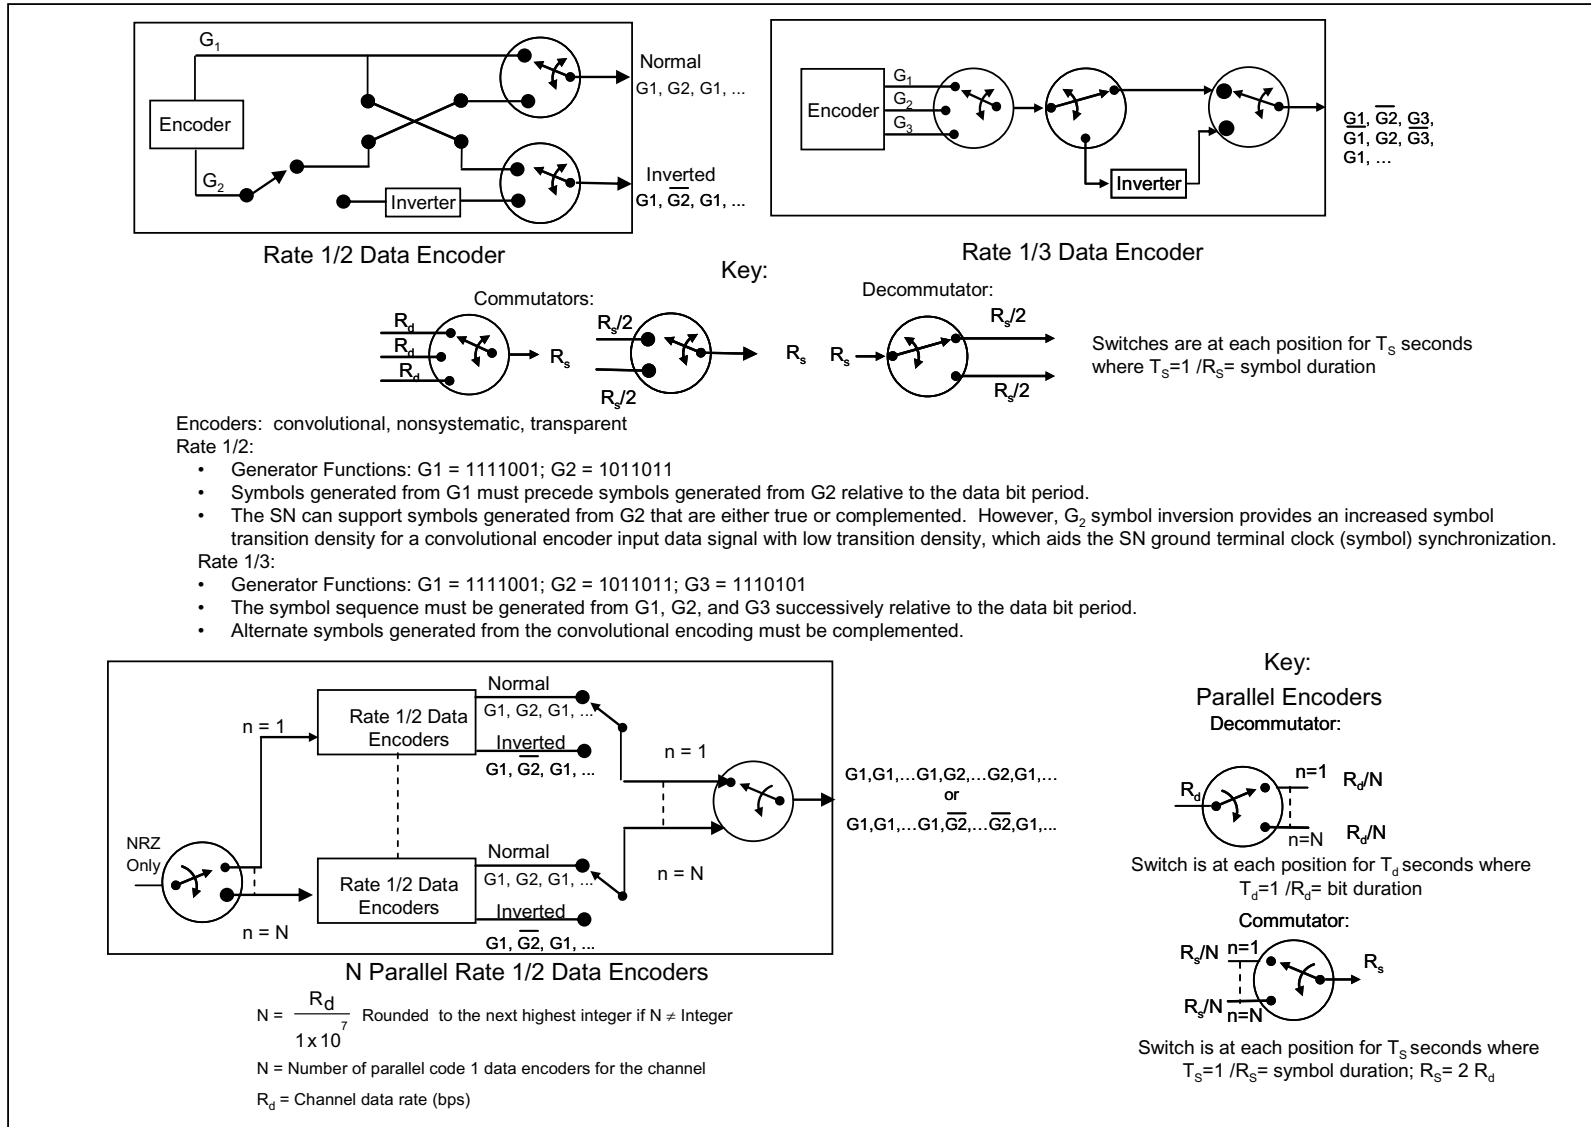 G1
Encoder
G2
Inverter
Normal
G1, G2, G1, ...
Inverted
G1, G̅2̅, G1, ...
Rate 1/2 Data Encoder
Encoder
G1
G2
G3
Inverter
G1, G̅2̅, G3,
G̅1̅, G2, G̅3̅,
G1, ...
Rate 1/3 Data Encoder
Key:
Commutators:
Rd
Rd
Rd
Rs
Rs/2
Rs/2
Rs
Decommutator:
Rs
Rs/2
Rs/2
Switches are at each position for TS seconds
where TS=1 /RS= symbol duration
Encoders: convolutional, nonsystematic, transparent
Rate 1/2:
• Generator Functions: G1 = 1111001; G2 = 1011011
• Symbols generated from G1 must precede symbols generated from G2 relative to the data bit period.
• The SN can support symbols generated from G2 that are either true or complemented. However, G2 symbol inversion provides an increased symbol
transition density for a convolutional encoder input data signal with low transition density, which aids the SN ground terminal clock (symbol) synchronization.
Rate 1/3:
• Generator Functions: G1 = 1111001; G2 = 1011011; G3 = 1110101
• The symbol sequence must be generated from G1, G2, and G3 successively relative to the data bit period.
• Alternate symbols generated from the convolutional encoding must be complemented.
NRZ
Only
n = 1
n = N
Rate 1/2 Data
Encoders
Normal
G1, G2, G1, ...
Inverted
G1, G̅2̅, G1, ...
Rate 1/2 Data
Encoders
Normal
G1, G2, G1, ...
Inverted
G1, G̅2̅, G1, ...
n = 1
n = N
G1,G1,...G1,G2,...G2,G1,...
or
G1,G1,...G1,G̅2̅,...G̅2̅,G1,...
N Parallel Rate 1/2 Data Encoders
N = Rd / 1 x 10^7 Rounded to the next highest integer if N ≠ Integer
N = Number of parallel code 1 data encoders for the channel
Rd = Channel data rate (bps)
Key:
Parallel Encoders
Decommutator:
Rd
n=1
Rd/N
n=N
Rd/N
Switch is at each position for Td seconds where
Td=1 /Rd= bit duration
Commutator:
Rs/N n=1
Rs
Rs/N n=N
Switch is at each position for TS seconds where
TS=1 /RS= symbol duration; RS= 2 Rd